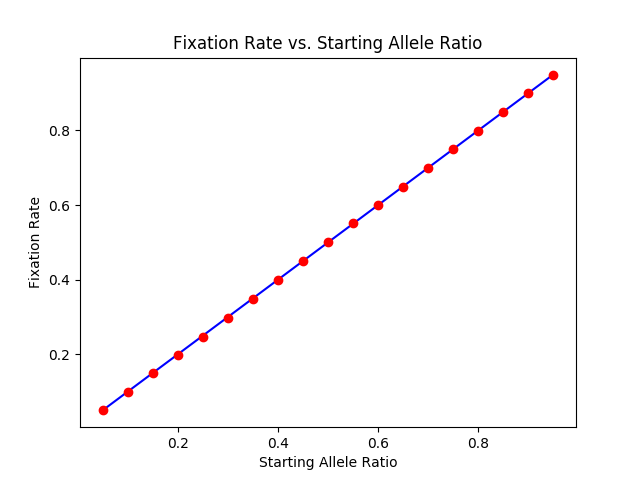 Fixation Rate vs. Starting Allele Ratio
Fixation Rate
0.8
0.6
0.4
0.2
0.2 0.4 0.6 0.8
Starting Allele Ratio